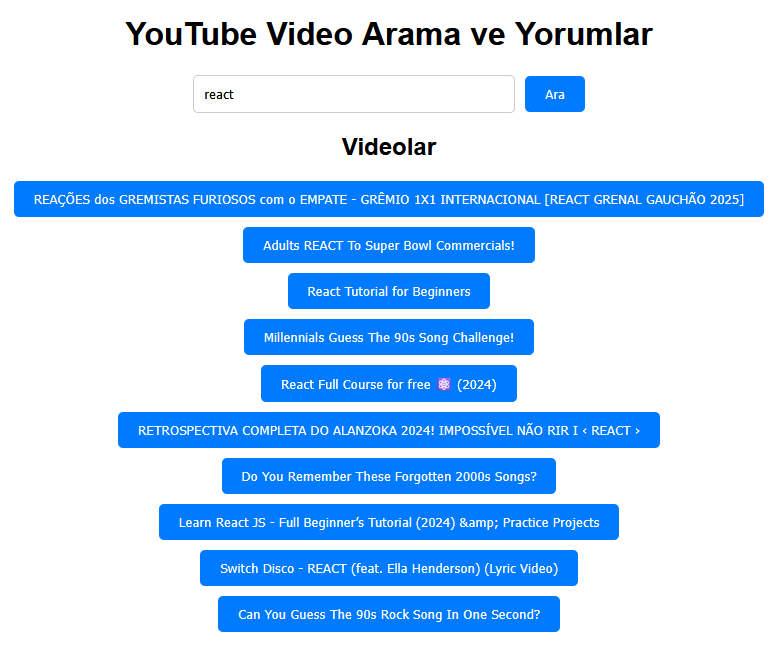 YouTube Video Arama ve Yorumlar
react
Ara
Videolar
REAÇÕES dos GREMISTAS FURIOSOS com o EMPATE - GRÊMIO 1X1 INTERNACIONAL [REACT GRENAL GAUCHÃO 2025]
Adults REACT To Super Bowl Commercials!
React Tutorial for Beginners
Millennials Guess The 90s Song Challenge!
React Full Course for free ⚛️ (2024)
RETROSPECTIVA COMPLETA DO ALANZOKA 2024! IMPOSSÍVEL NÃO RIR I ‹ REACT ›
Do You Remember These Forgotten 2000s Songs?
Learn React JS - Full Beginner’s Tutorial (2024) &amp; Practice Projects
Switch Disco - REACT (feat. Ella Henderson) (Lyric Video)
Can You Guess The 90s Rock Song In One Second?